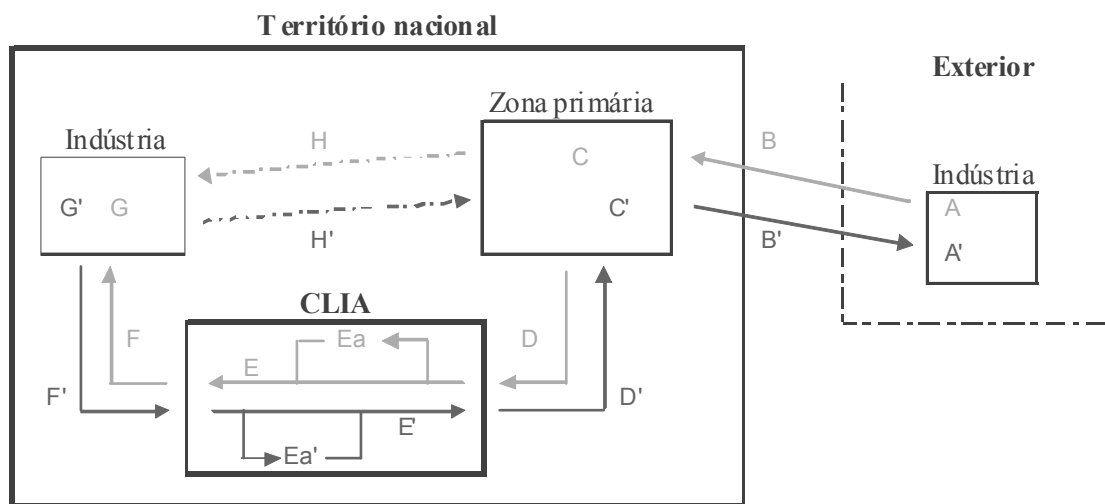 Território nacional
Exterior
Zona primária
Indústria
H
C
B
Indústria
G' G
C'
A
H'
B'
A'
CLIA
F
Ea
D
E
F'
E'
D'
Ea'